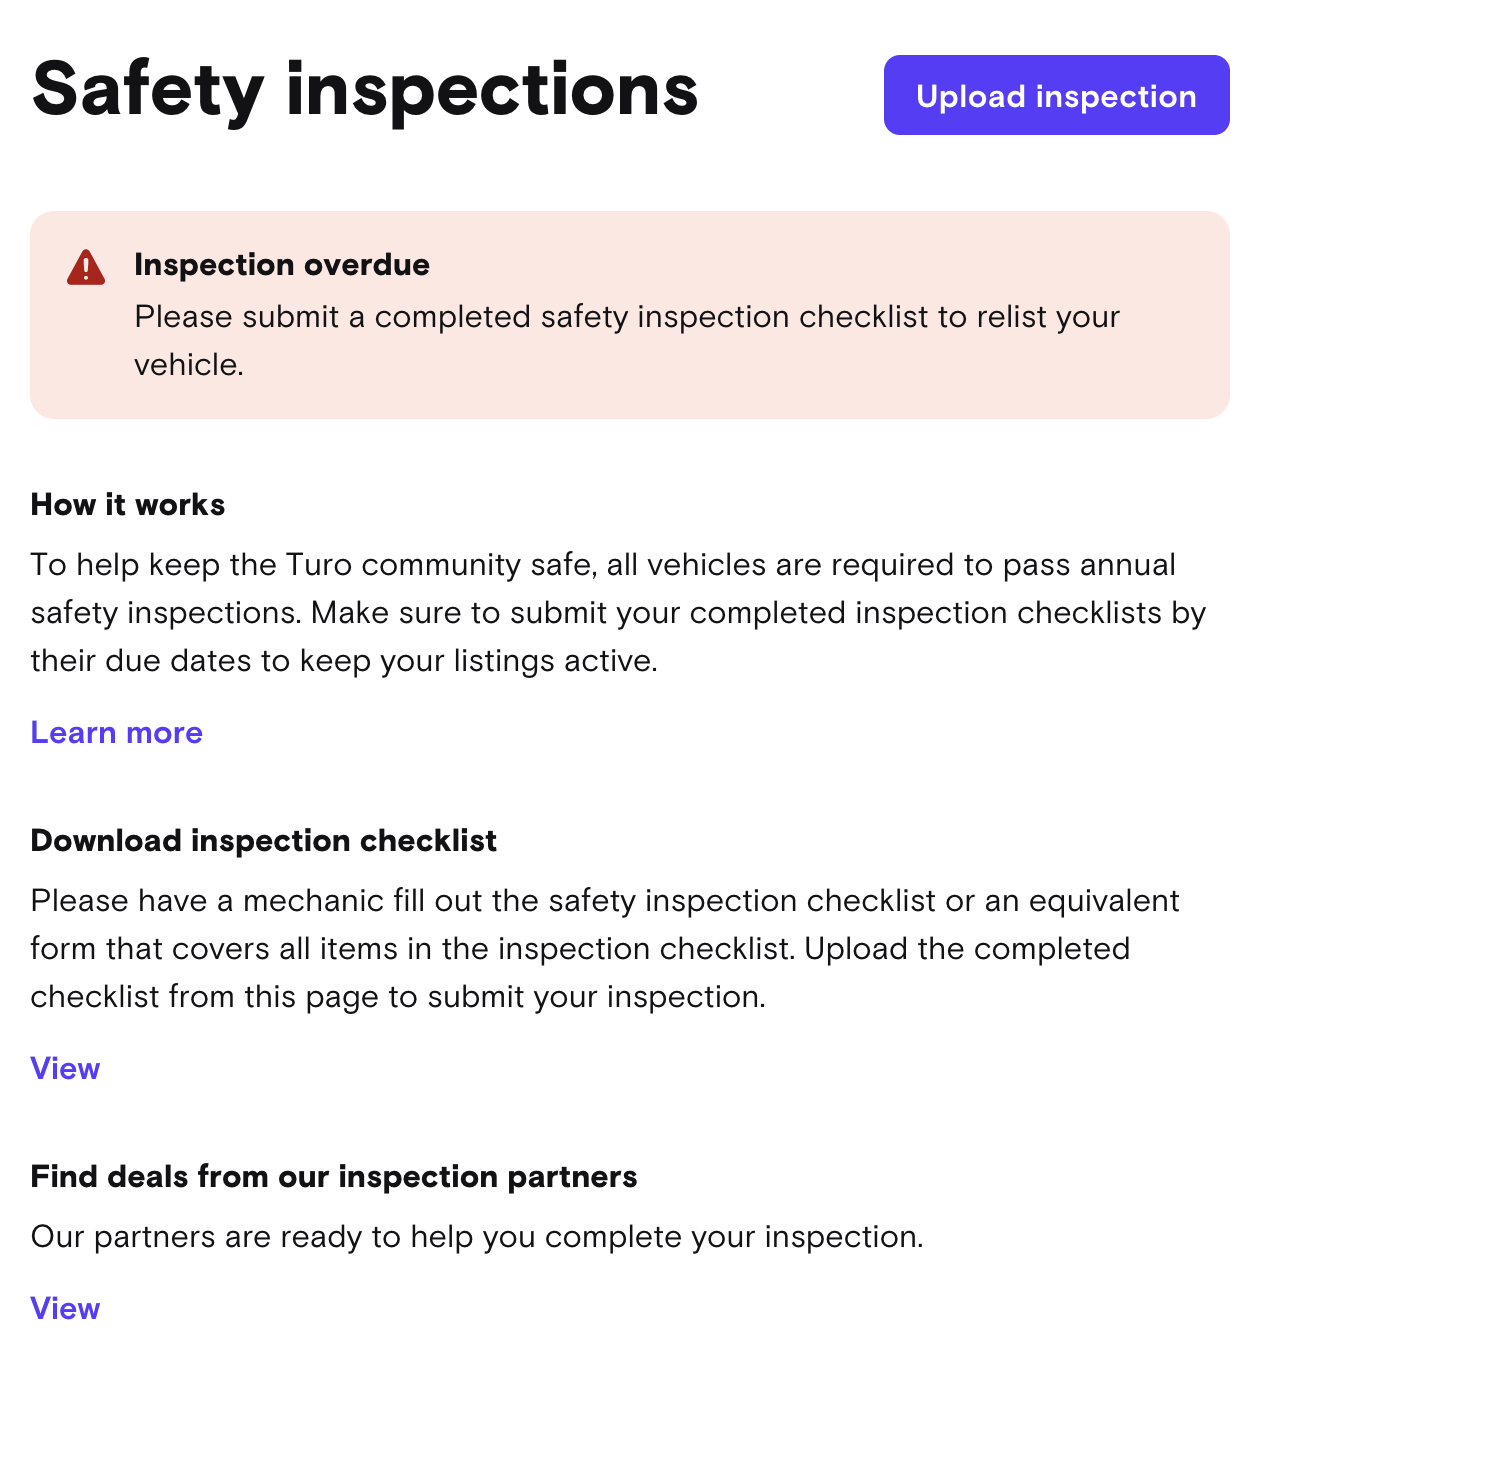 Safety inspections
Upload inspection
Inspection overdue
Please submit a completed safety inspection checklist to relist your
vehicle.
How it works
To help keep the Turo community safe, all vehicles are required to pass annual
safety inspections. Make sure to submit your completed inspection checklists by
their due dates to keep your listings active.
Learn more
Download inspection checklist
Please have a mechanic fill out the safety inspection checklist or an equivalent
form that covers all items in the inspection checklist. Upload the completed
checklist from this page to submit your inspection.
View
Find deals from our inspection partners
Our partners are ready to help you complete your inspection.
View